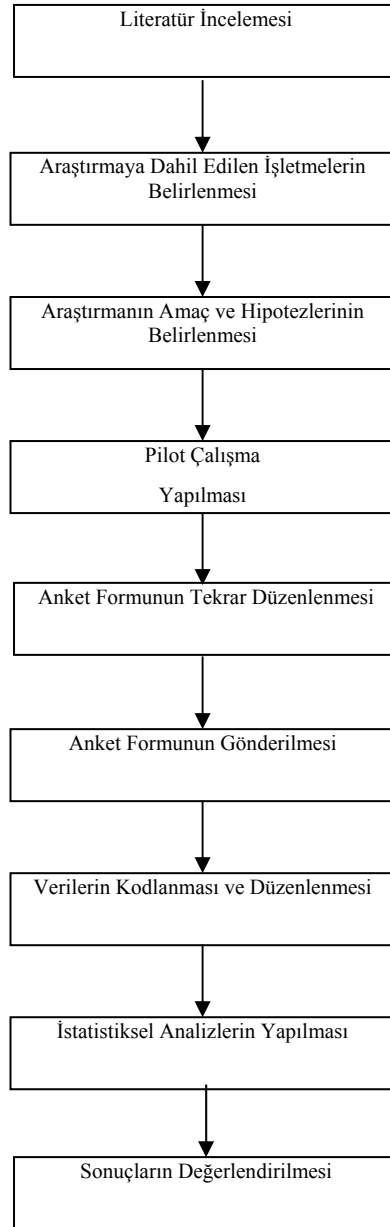 Literatür İncelemesi
Araştırmaya Dahil Edilen İşletmelerin
Belirlenmesi
Araştırmanın Amaç ve Hipotezlerinin
Belirlenmesi
Pilot Çalışma
Yapılması
Anket Formunun Tekrar Düzenlenmesi
Anket Formunun Gönderilmesi
Verilerin Kodlanması ve Düzenlenmesi
İstatistiksel Analizlerin Yapılması
Sonuçların Değerlendirilmesi